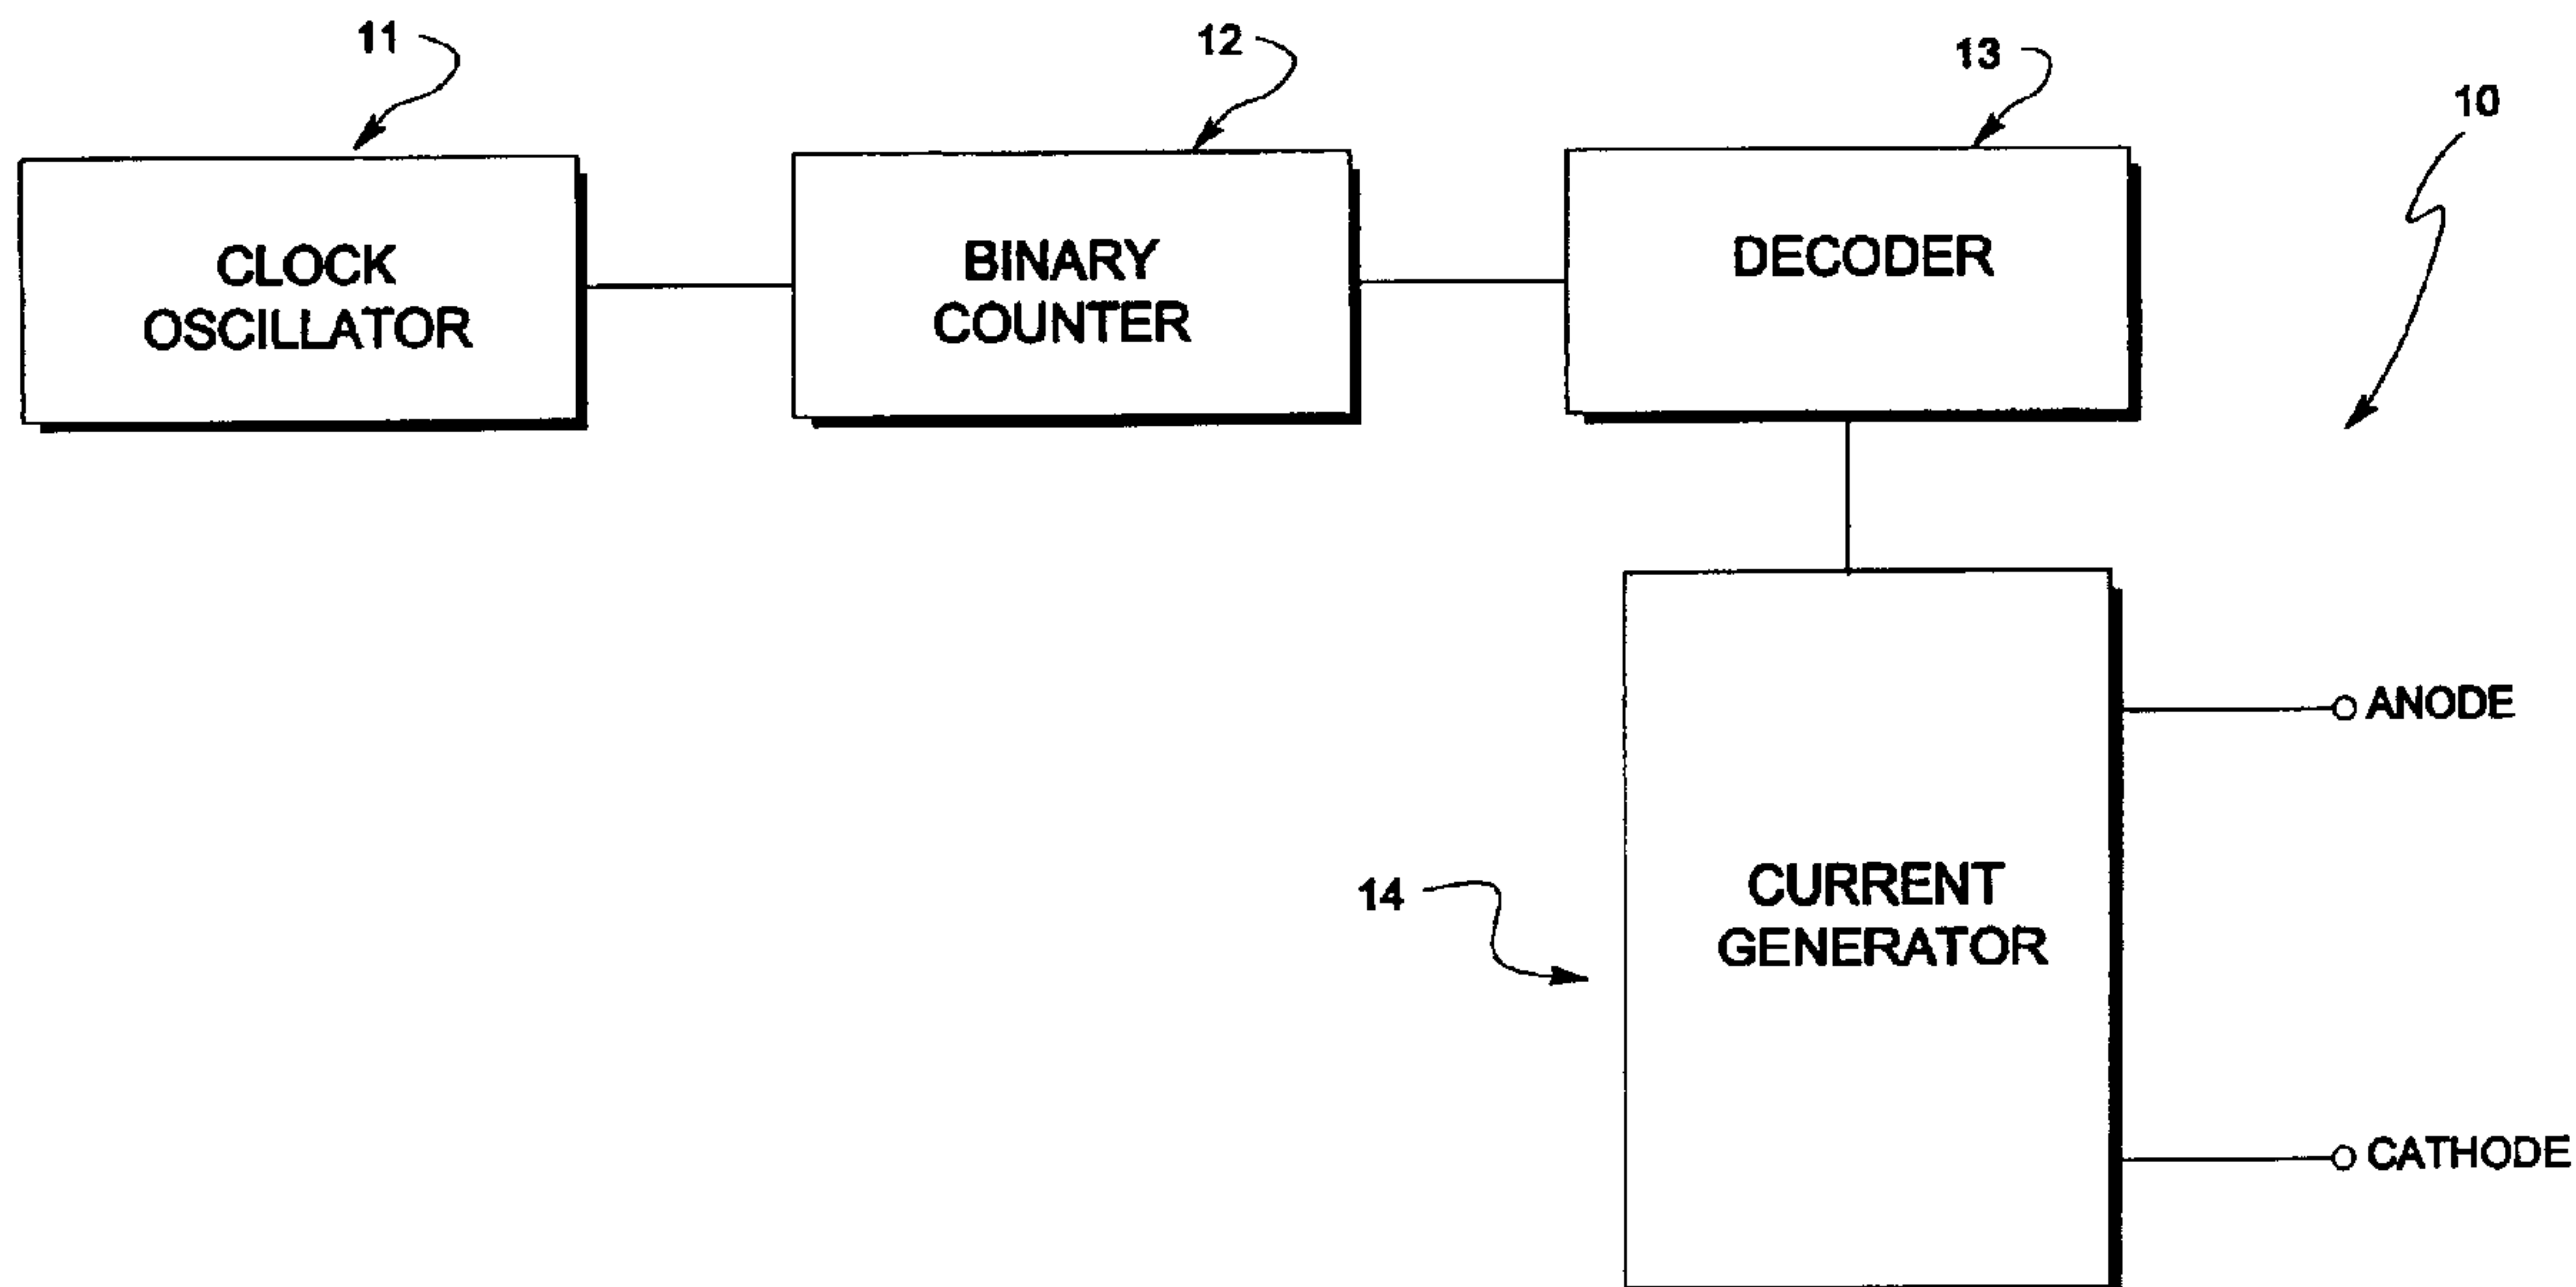 11
12
13
10
CLOCK
OSCILLATOR
BINARY
COUNTER
DECODER
ANODE
14
CURRENT
GENERATOR
CATHODE